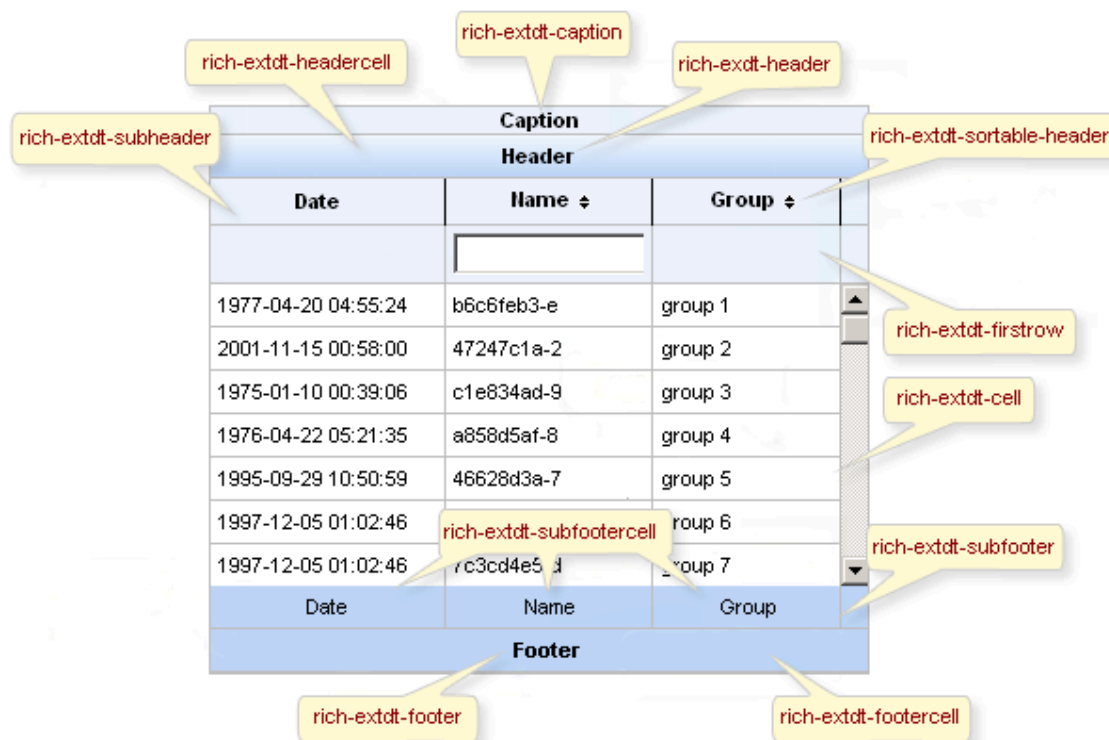 rich-extdt-caption
rich-extdt-headercell
rich-exdt-header
rich-extdt-subheader
rich-extdt-sortable-header
Caption
Header
Date Name Group
1977-04-20 04:55:24 b6c6feb3-e group 1
2001-11-15 00:58:00 47247c1a-2 group 2
rich-extdt-firstrow
1975-01-10 00:39:06 c1e834ad-9 group 3
rich-extdt-cell
1976-04-22 05:21:35 a858d5af-8 group 4
1995-09-29 10:50:59 46628d3a-7 group 5
1997-12-05 01:02:46 group 6
rich-extdt-subfootercell
rich-extdt-subfooter
1997-12-05 01:02:46 group 7
Date Name Group
Footer
rich-extdt-footer
rich-extdt-footercell